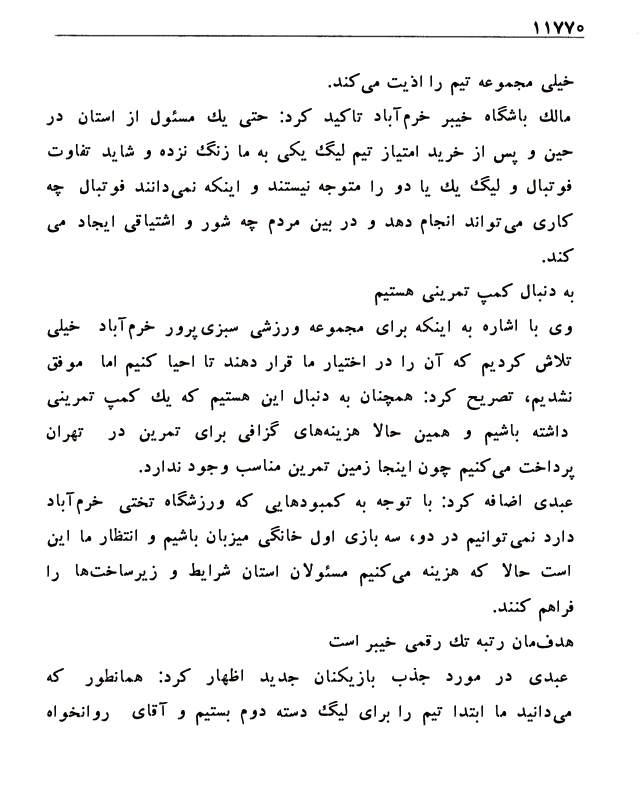 ۱۱۷۷۰
خیلی مجموعه تیم را اذیت می‌کند.
مالك باشگاه خیبر خرم‌آباد تاکید کرد: حتی يك مسئول از استان در
حین و پس از خرید امتیاز تیم لیگ یکی به ما زنگ نزده و شاید تفاوت
فوتبال و لیگ يك یا دو را متوجه نیستند و اینکه نمی‌دانند فوتبال چه
کاری می‌تواند انجام دهد و در بین مردم چه شور و اشتیاقی ایجاد می
کند.
به دنبال کمپ تمرینی هستیم
وی با اشاره به اینکه برای مجموعه ورزشی سبزی‌پرور خرم‌آباد خیلی
تلاش کردیم که آن را در اختیار ما قرار دهند تا احیا کنیم اما موفق
نشدیم، تصریح کرد: همچنان به دنبال این هستیم که يك کمپ تمرینی
داشته باشیم و همین حالا هزینه‌های گزافی برای تمرین در تهران
پرداخت می‌کنیم چون اینجا زمین تمرین مناسب وجود ندارد.
عبدی اضافه کرد: با توجه به کمبودهایی که ورزشگاه تختی خرم‌آباد
دارد نمی‌توانیم در دو، سه بازی اول خانگی میزبان باشیم و انتظار ما این
است حالا که هزینه می‌کنیم مسئولان استان شرایط و زیرساخت‌ها را
فراهم کنند.
هدف‌مان رتبه تك رقمی خیبر است
عبدی در مورد جذب بازیکنان جدید اظهار کرد: همانطور که
می‌دانید ما ابتدا تیم را برای لیگ دسته دوم بستیم و آقای روانخواه